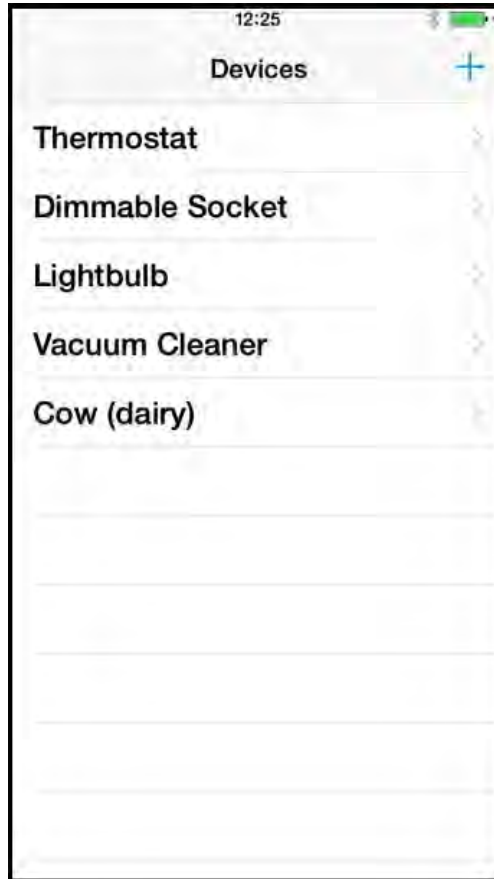 12:25
Devices
Thermostat
Dimmable Socket
Lightbulb
Vacuum Cleaner
Cow (dairy)